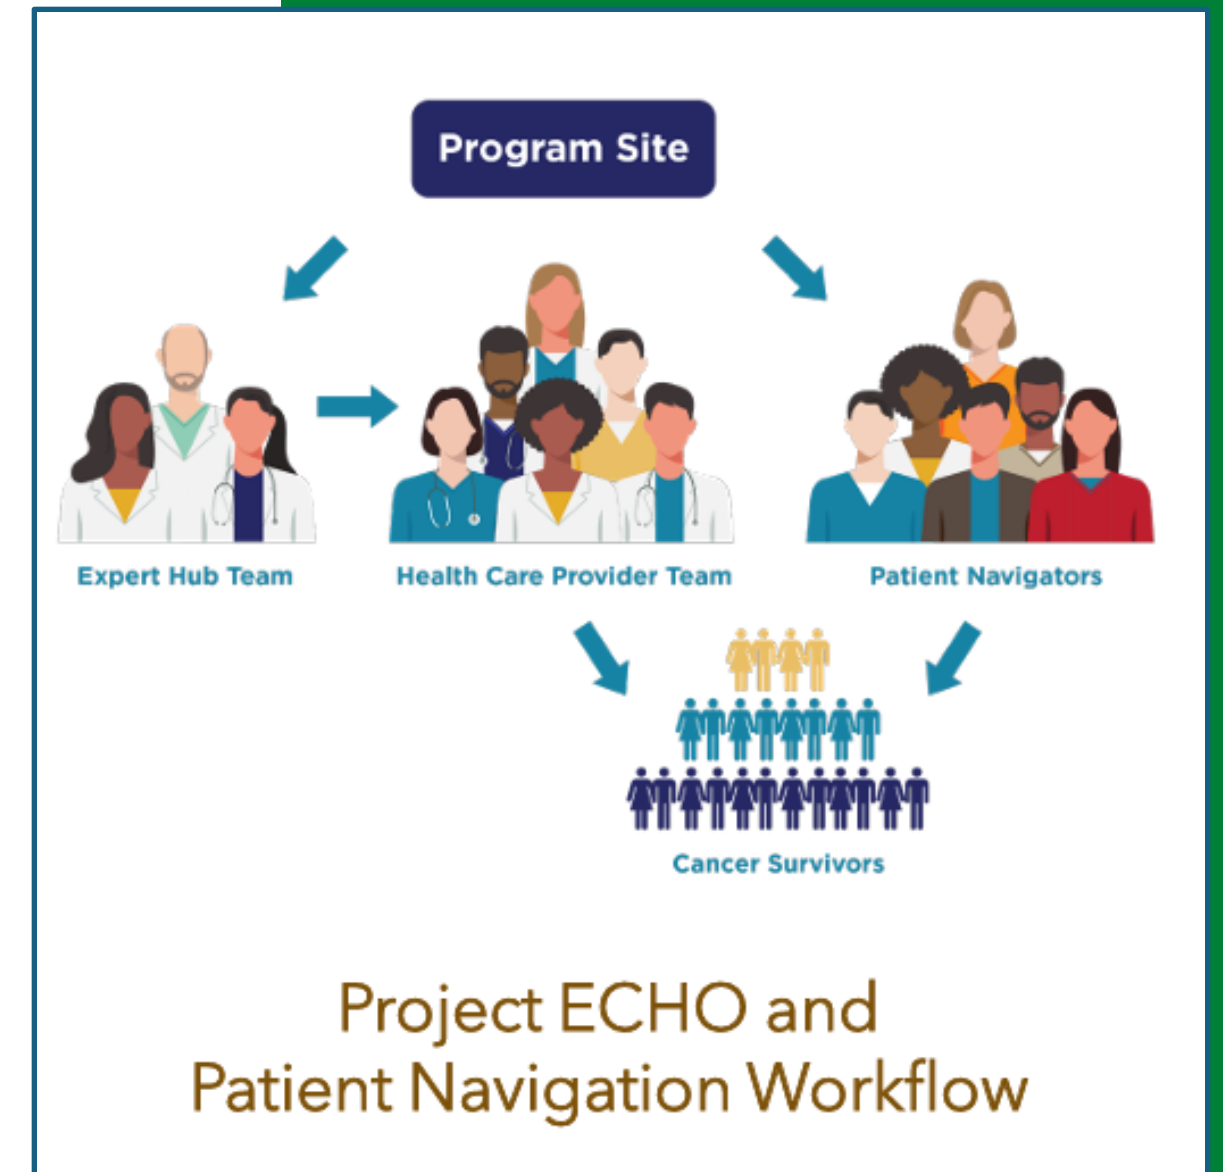 Program Site
Expert Hub Team
Health Care Provider Team
Patient Navigators
Cancer Survivors
Project ECHO and
Patient Navigation Workflow